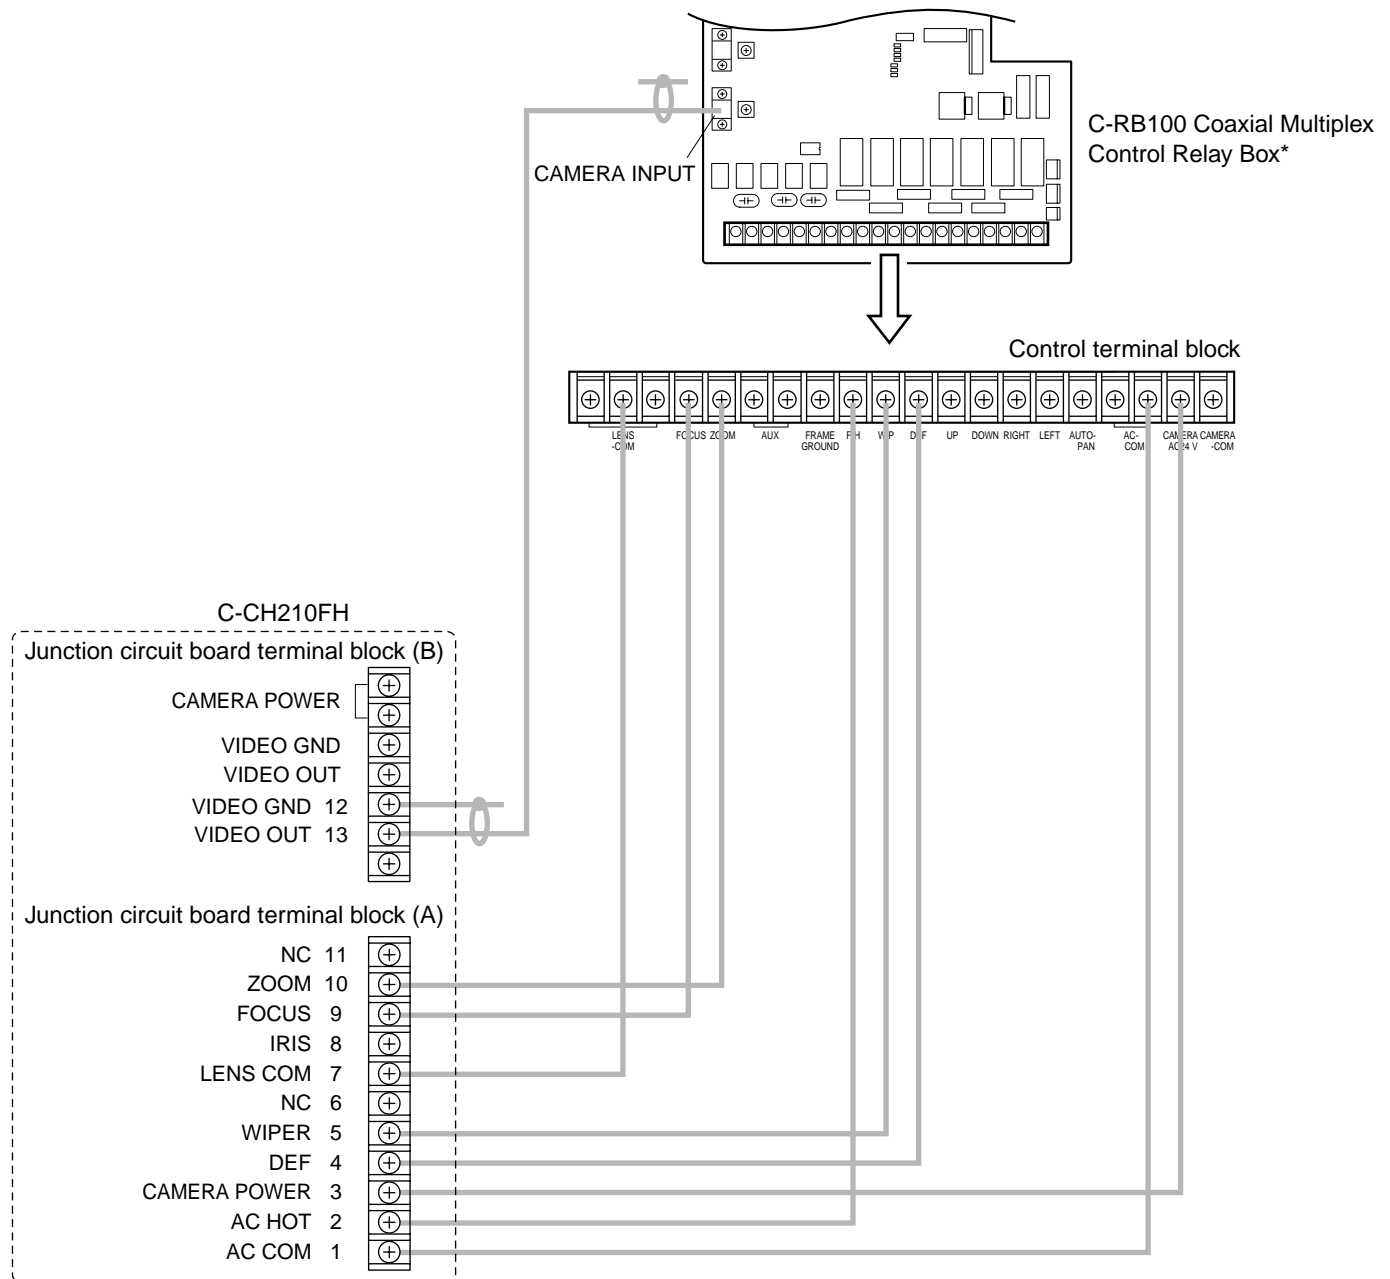 C-RB100 Coaxial Multiplex
Control Relay Box*
CAMERA INPUT
Control terminal block
LENS
-COM
FOCUS
ZOOM
AUX
FRAME
GROUND
F/H
WIP
DEF
UP
DOWN
RIGHT
LEFT
AUTO-
PAN
AC-
COM
CAMERA
AC24 V
CAMERA
-COM
C-CH210FH
Junction circuit board terminal block (B)
CAMERA POWER
VIDEO GND
VIDEO OUT
VIDEO GND 12
VIDEO OUT 13
Junction circuit board terminal block (A)
NC 11
ZOOM 10
FOCUS 9
IRIS 8
LENS COM 7
NC 6
WIPER 5
DEF 4
CAMERA POWER 3
AC HOT 2
AC COM 1